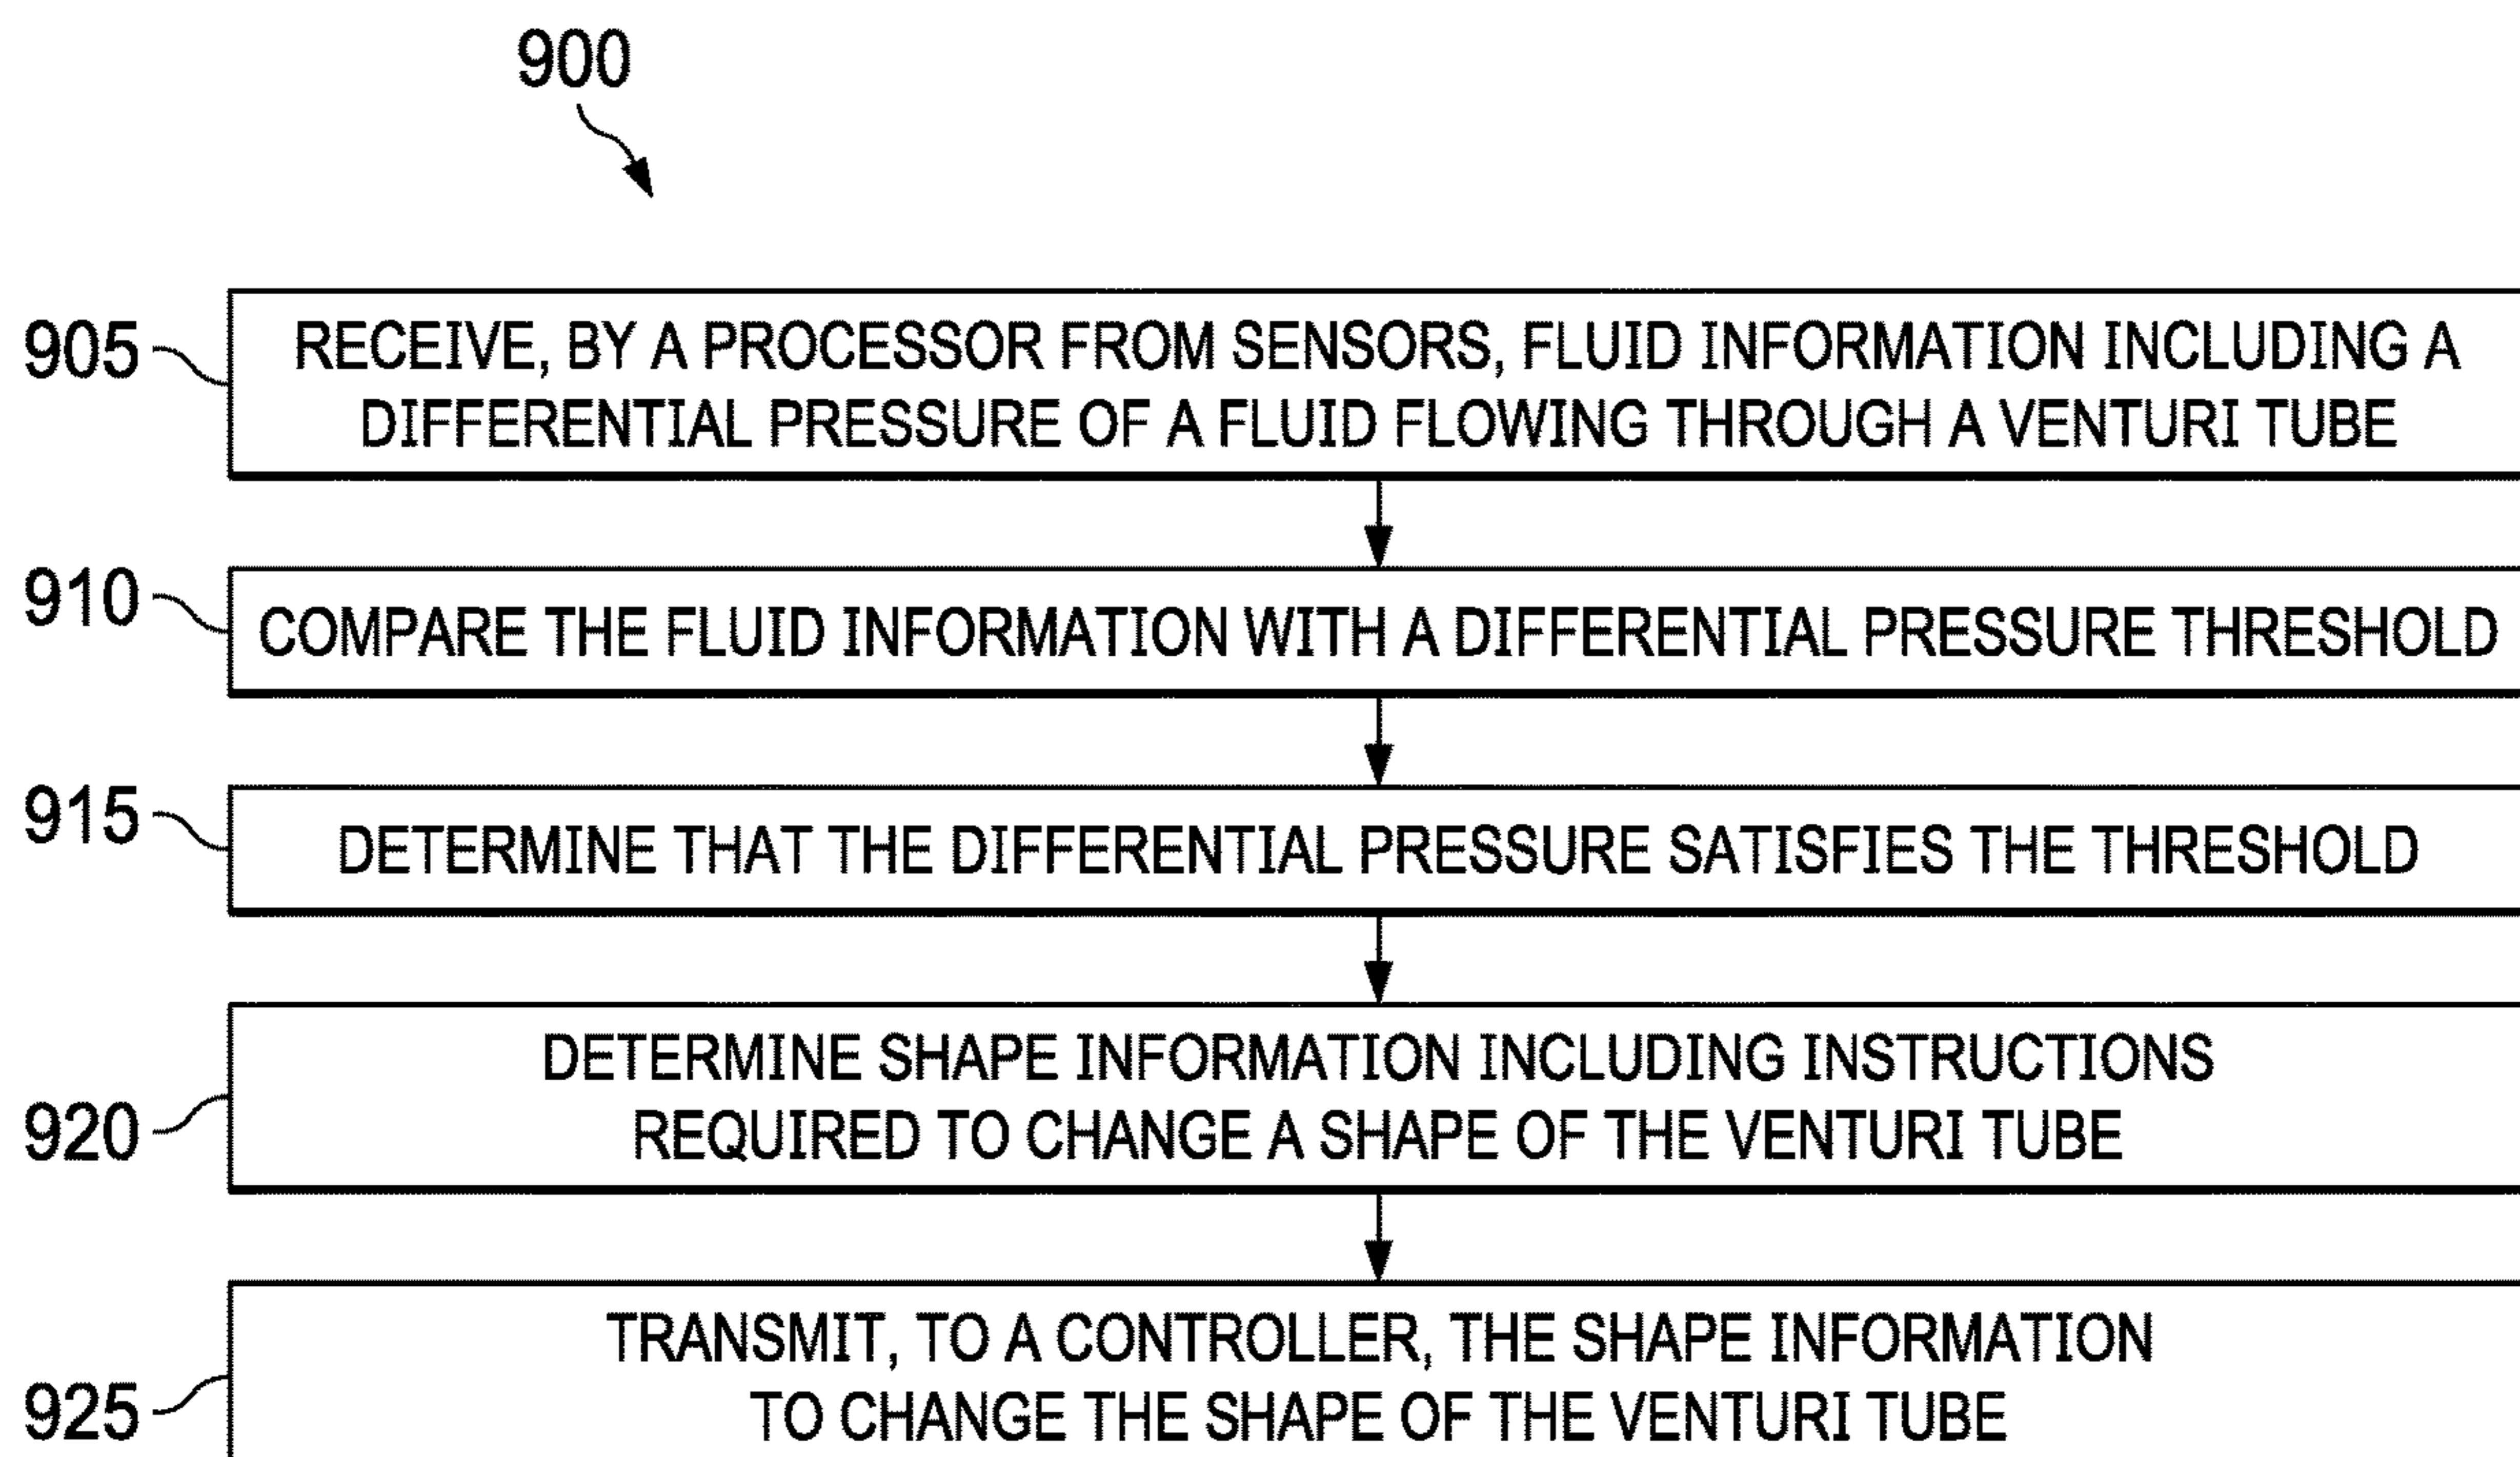 900
905
RECEIVE, BY A PROCESSOR FROM SENSORS, FLUID INFORMATION INCLUDING A
DIFFERENTIAL PRESSURE OF A FLUID FLOWING THROUGH A VENTURI TUBE
910
COMPARE THE FLUID INFORMATION WITH A DIFFERENTIAL PRESSURE THRESHOLD
915
DETERMINE THAT THE DIFFERENTIAL PRESSURE SATISFIES THE THRESHOLD
920
DETERMINE SHAPE INFORMATION INCLUDING INSTRUCTIONS
REQUIRED TO CHANGE A SHAPE OF THE VENTURI TUBE
925
TRANSMIT, TO A CONTROLLER, THE SHAPE INFORMATION
TO CHANGE THE SHAPE OF THE VENTURI TUBE